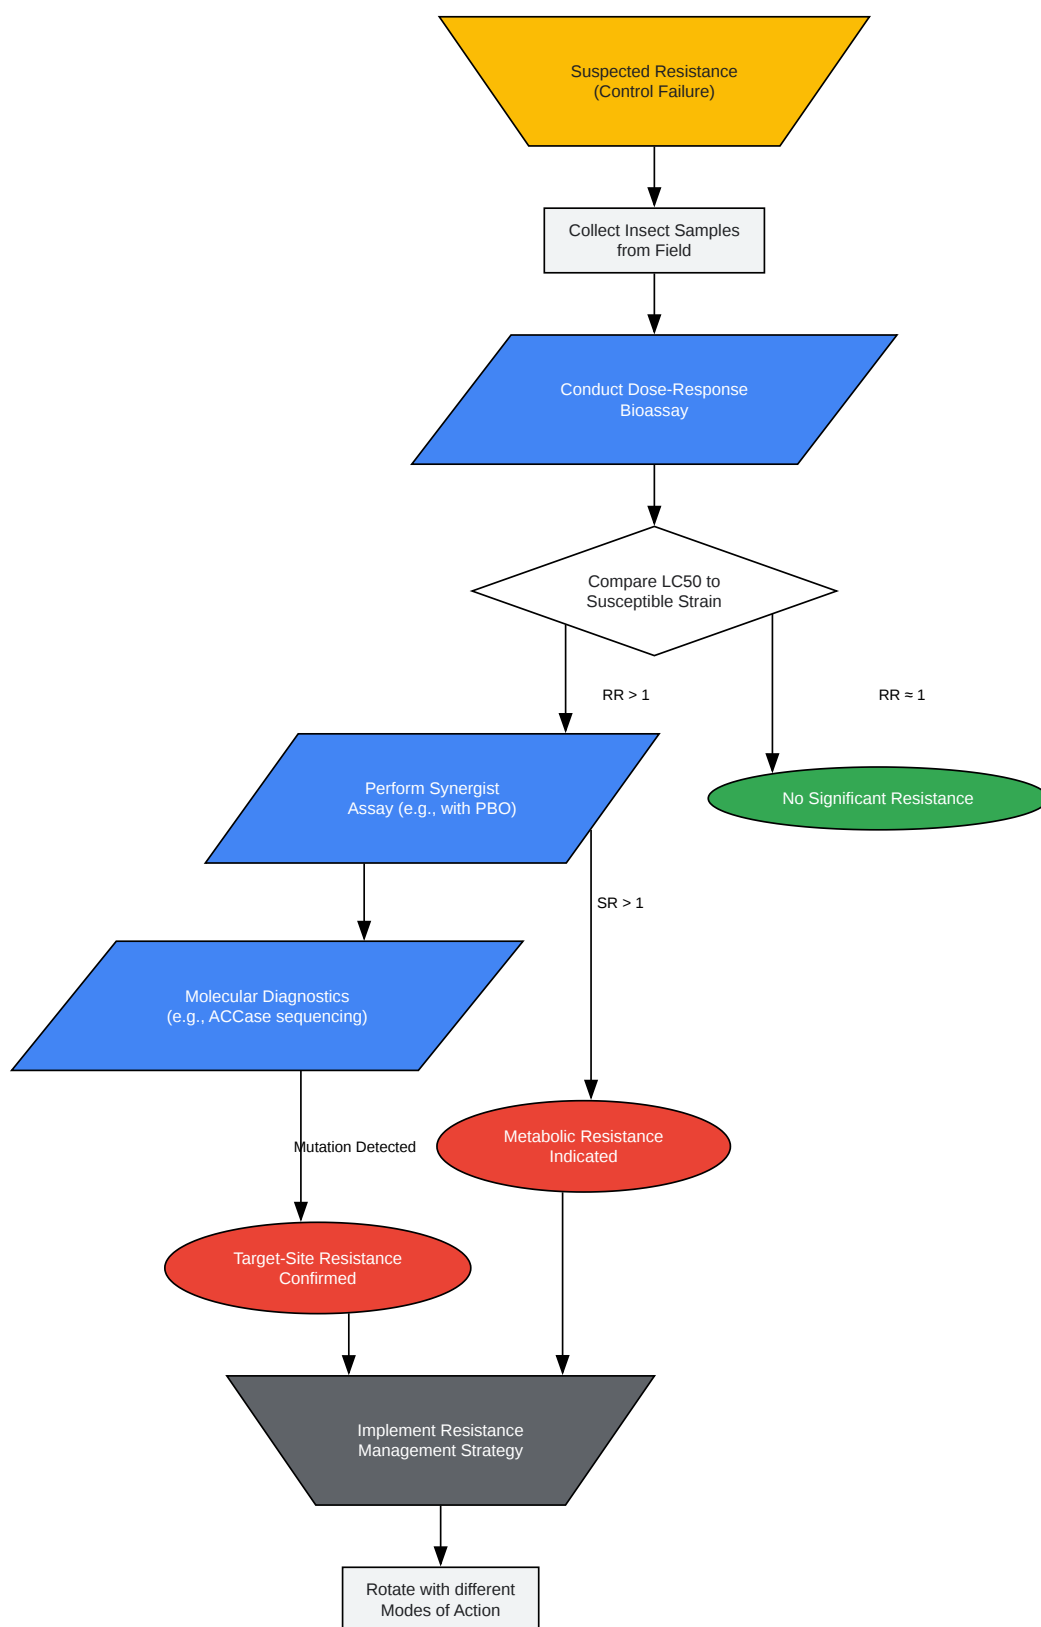 Suspected Resistance
(Control Failure)
Collect Insect Samples
from Field
Conduct Dose-Response
Bioassay
Compare LC50 to
Susceptible Strain
RR > 1
RR ≈ 1
Perform Synergist
Assay (e.g., with PBO)
No Significant Resistance
SR > 1
Molecular Diagnostics
(e.g., ACCase sequencing)
Mutation Detected
Metabolic Resistance
Indicated
Target-Site Resistance
Confirmed
Implement Resistance
Management Strategy
Rotate with different
Modes of Action